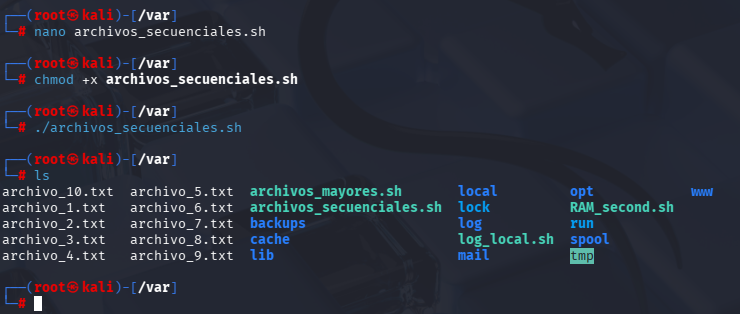 ┌──(root㉿kali)-[/var]
└─# nano archivos_secuenciales.sh
┌──(root㉿kali)-[/var]
└─# chmod +x archivos_secuenciales.sh
┌──(root㉿kali)-[/var]
└─# ./archivos_secuenciales.sh
┌──(root㉿kali)-[/var]
└─# ls
archivo_10.txt archivo_5.txt archivos_mayores.sh local opt www
archivo_1.txt archivo_6.txt archivos_secuenciales.sh lock RAM_second.sh
archivo_2.txt archivo_7.txt backups log run
archivo_3.txt archivo_8.txt cache log_local.sh spool
archivo_4.txt archivo_9.txt lib mail tmp
┌──(root㉿kali)-[/var]
└─#